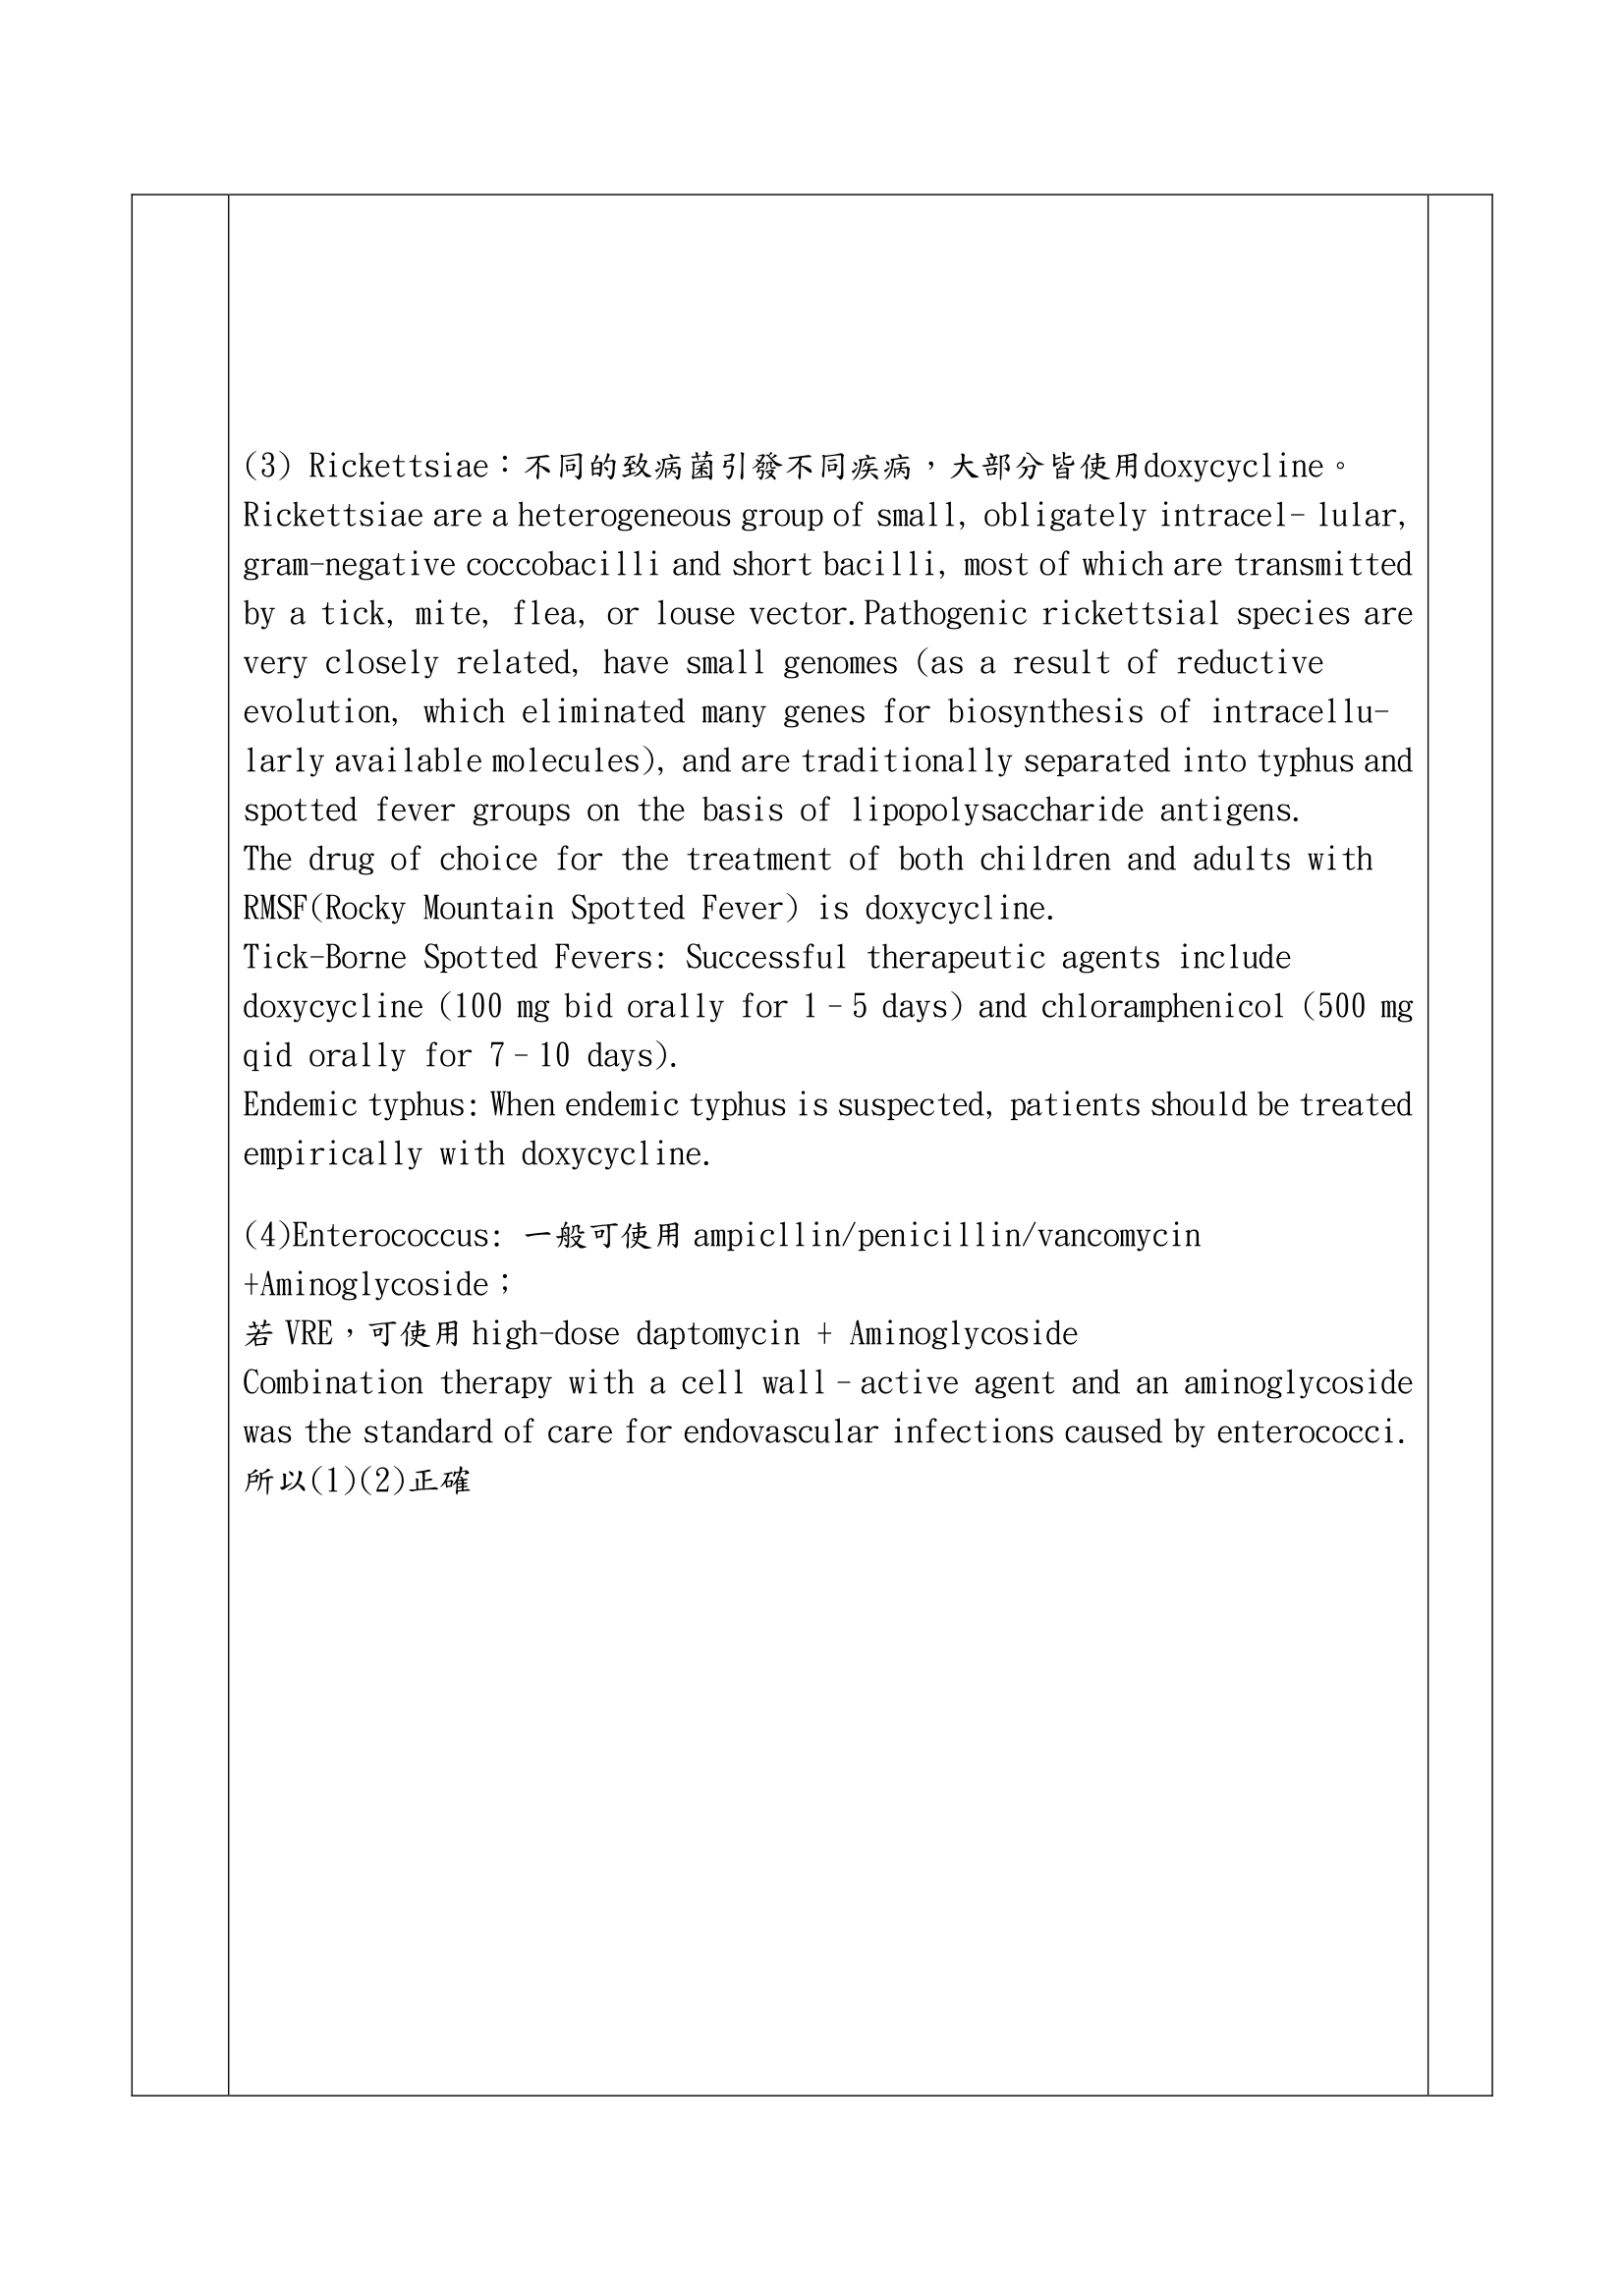 (3) Rickettsiae：不同的致病菌引發不同疾病，大部分皆使用doxycycline。
Rickettsiae are a heterogeneous group of small, obligately intracel- lular,
gram-negative coccobacilli and short bacilli, most of which are transmitted
by a tick, mite, flea, or louse vector.Pathogenic rickettsial species are
very closely related, have small genomes (as a result of reductive
evolution, which eliminated many genes for biosynthesis of intracellu-
larly available molecules), and are traditionally separated into typhus and
spotted fever groups on the basis of lipopolysaccharide antigens.
The drug of choice for the treatment of both children and adults with
RMSF(Rocky Mountain Spotted Fever) is doxycycline.
Tick-Borne Spotted Fevers: Successful therapeutic agents include
doxycycline (100 mg bid orally for 1–5 days) and chloramphenicol (500 mg
qid orally for 7–10 days).
Endemic typhus: When endemic typhus is suspected, patients should be treated
empirically with doxycycline.
(4)Enterococcus: 一般可使用 ampicllin/penicillin/vancomycin
+Aminoglycoside；
若 VRE，可使用 high-dose daptomycin + Aminoglycoside
Combination therapy with a cell wall–active agent and an aminoglycoside
was the standard of care for endovascular infections caused by enterococci.
所以(1)(2)正確